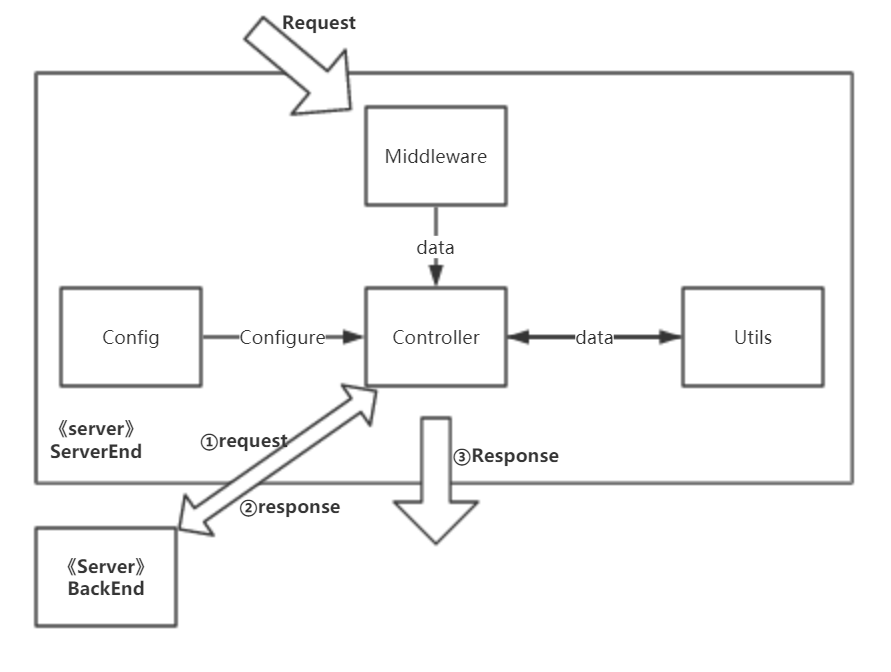 Request
Middleware
data
Config
Configure
Controller
data
Utils
《server》
ServerEnd
①request
②response
③Response
《Server》
BackEnd